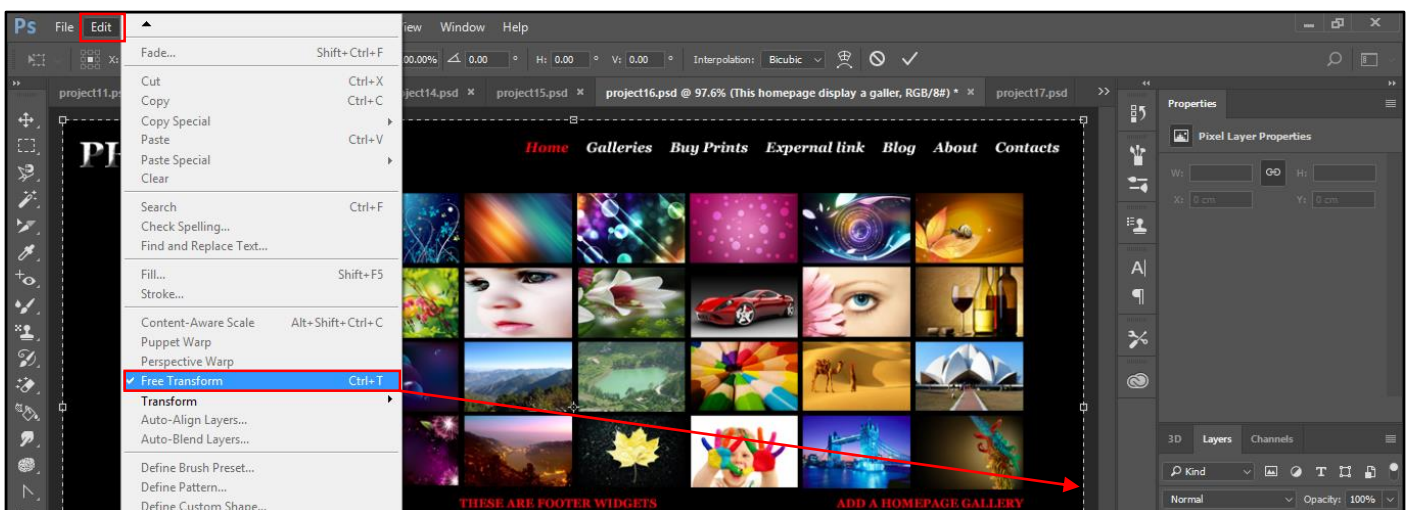 Ps File Edit iew Window Help
00.00% 0.00 ° H: 0.00 ° V: 0.00 ° Interpolation: Bicubic
project11.ps ject14.psd × project15.psd × project16.psd @ 97.6% (This homepage display a galler, RGB/8#) * × project17.psd
Fade... Shift+Ctrl+F
Cut Ctrl+X
Copy Ctrl+C
Copy Special
Paste Ctrl+V
Paste Special
Clear
Search Ctrl+F
Check Spelling...
Find and Replace Text...
Fill... Shift+F5
Stroke...
Content-Aware Scale Alt+Shift+Ctrl+C
Puppet Warp
Perspective Warp
Free Transform Ctrl+T
Transform
Auto-Align Layers...
Auto-Blend Layers...
Define Brush Preset...
Define Pattern...
Define Custom Shape...
PH
Home Galleries Buy Prints Expernal link Blog About Contacts
THESE ARE FOOTER WIDGETS ADD A HOMEPAGE GALLERY
Properties
Pixel Layer Properties
W: H:
X: 0 cm Y: 0 cm
3D Layers Channels
Kind
Normal Opacity: 100%